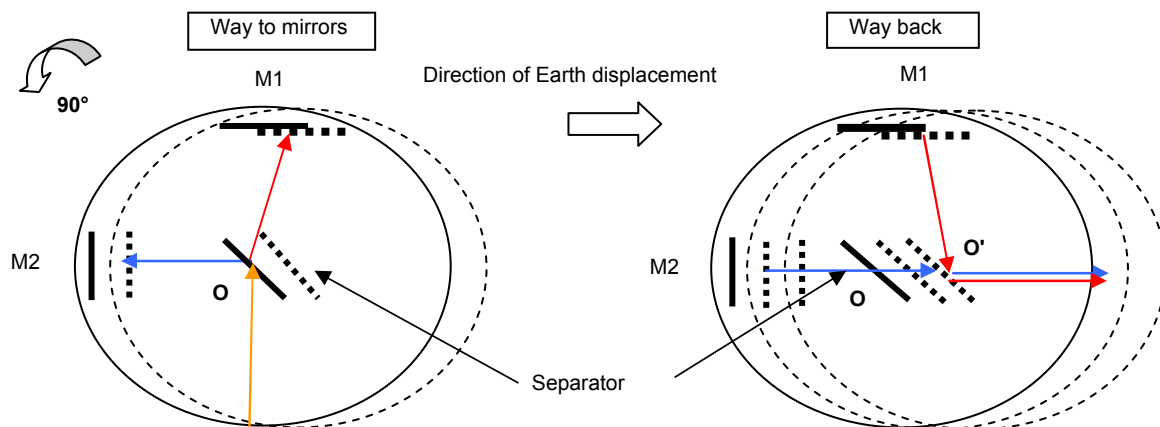 Way to mirrors
Way back
M1
Direction of Earth displacement
M1
90°
M2
O
M2
O
O'
Separator